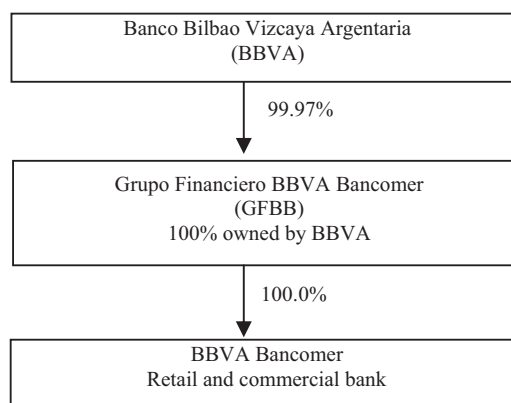 Banco Bilbao Vizcaya Argentaria
(BBVA)
99.97%
Grupo Financiero BBVA Bancomer
(GFBB)
100% owned by BBVA
100.0%
BBVA Bancomer
Retail and commercial bank